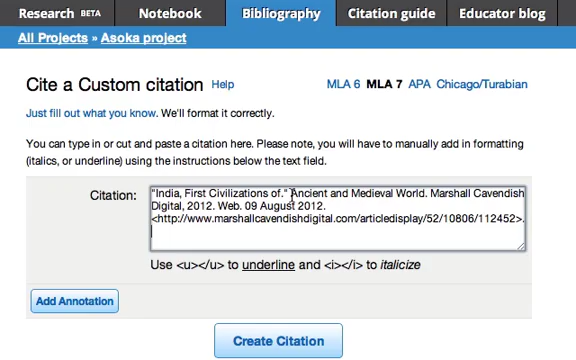 Research BETA Notebook Bibliography Citation guide Educator blog
All Projects » Asoka project
Cite a Custom citation Help MLA 6 MLA 7 APA Chicago/Turabian
Just fill out what you know. We'll format it correctly.
You can type in or cut and paste a citation here. Please note, you will have to manually add in formatting
(italics, or underline) using the instructions below the text field.
Citation: "India, First Civilizations of." Ancient and Medieval World. Marshall Cavendish
Digital, 2012. Web. 09 August 2012.
<http://www.marshallcavendishdigital.com/articledisplay/52/10806/112452>.
Use <u></u> to underline and <i></i> to italicize
Add Annotation
Create Citation